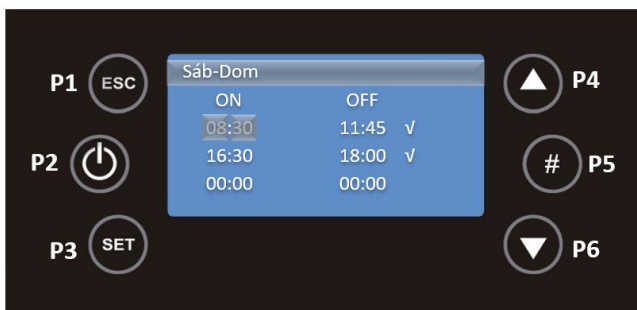 Sáb-Dom
P1 ESC
ON OFF
P4
08:30 11:45 √
P2
16:30 18:00 √
# P5
00:00 00:00
P3 SET
P6